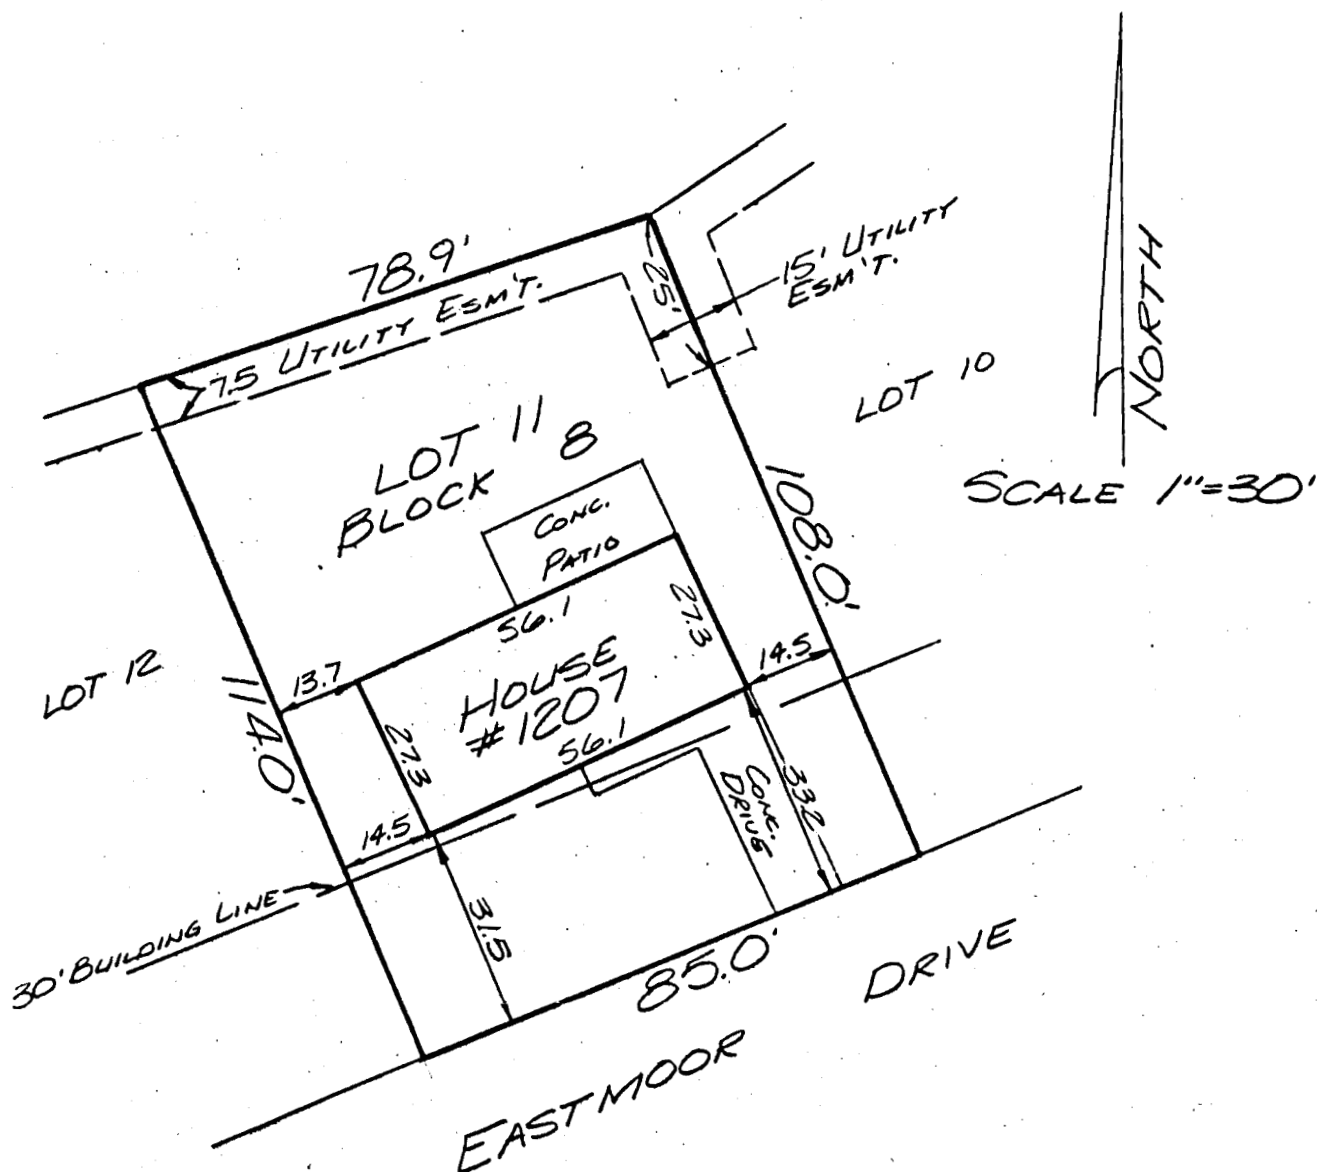 78.9'
7.5 UTILITY ESM'T.
25'
15' UTILITY
ESM'T.
NORTH
SCALE 1"=30'
LOT 10
LOT 11
BLOCK 8
CONC.
PATIO
108.0'
56.1
27.3
HOUSE
#1207
56.1
27.3
13.7
14.5
LOT 12
114.0'
14.5
CONC.
DRIVE
33.2
31.5
30' BUILDING LINE
85.0'
EASTMOOR DRIVE